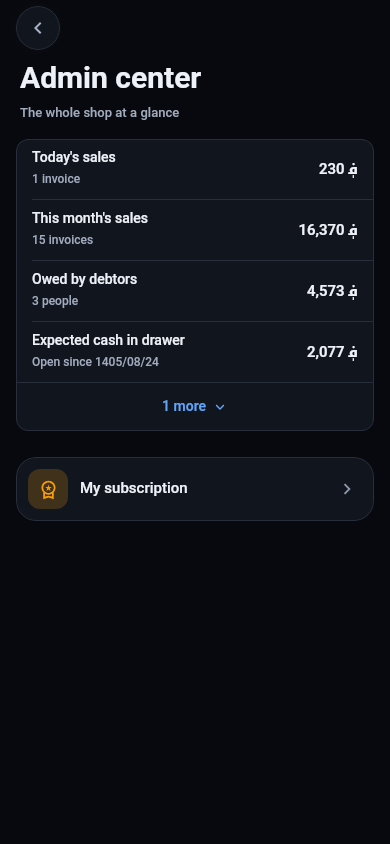 Admin center
The whole shop at a glance
Today's sales
1 invoice
230 ؋
This month's sales
15 invoices
16,370 ؋
Owed by debtors
3 people
4,573 ؋
Expected cash in drawer
Open since 1405/08/24
2,077 ؋
1 more
My subscription